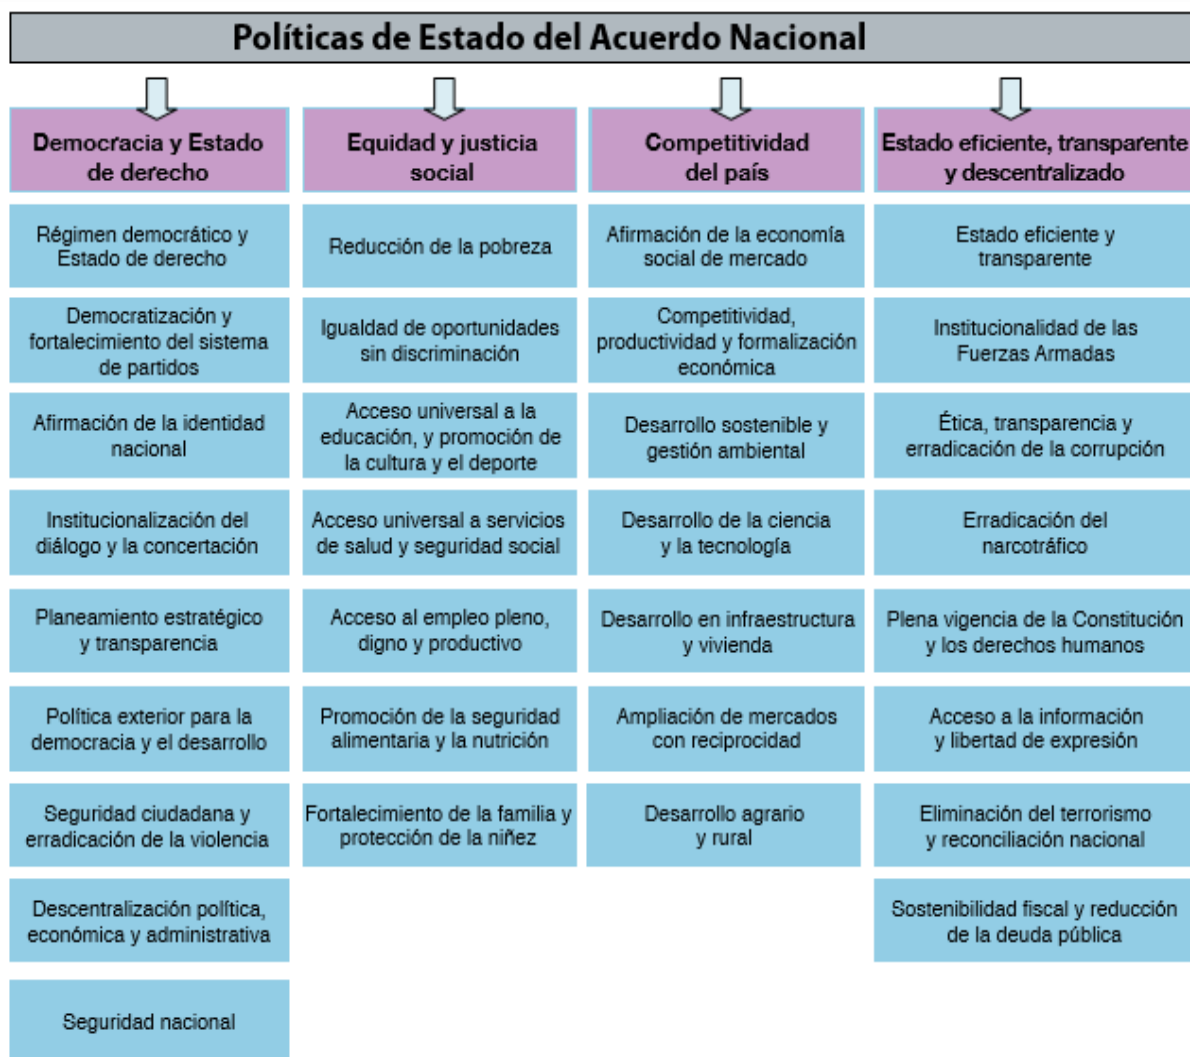 Políticas de Estado del Acuerdo Nacional
Democracia y Estado
de derecho
Régimen democrático y
Estado de derecho
Democratización y
fortalecimiento del sistema
de partidos
Afirmación de la identidad
nacional
Institucionalización del
diálogo y la concertación
Planeamiento estratégico
y transparencia
Política exterior para la
democracia y el desarrollo
Seguridad ciudadana y
erradicación de la violencia
Descentralización política,
económica y administrativa
Seguridad nacional
Equidad y justicia
social
Reducción de la pobreza
Igualdad de oportunidades
sin discriminación
Acceso universal a la
educación, y promoción de
la cultura y el deporte
Acceso universal a servicios
de salud y seguridad social
Acceso al empleo pleno,
digno y productivo
Promoción de la seguridad
alimentaria y la nutrición
Fortalecimiento de la familia y
protección de la niñez
Competitividad
del país
Afirmación de la economía
social de mercado
Competitividad,
productividad y formalización
económica
Desarrollo sostenible y
gestión ambiental
Desarrollo de la ciencia
y la tecnología
Desarrollo en infraestructura
y vivienda
Ampliación de mercados
con reciprocidad
Desarrollo agrario
y rural
Estado eficiente, transparente
y descentralizado
Estado eficiente y
transparente
Institucionalidad de las
Fuerzas Armadas
Ética, transparencia y
erradicación de la corrupción
Erradicación del
narcotráfico
Plena vigencia de la Constitución
y los derechos humanos
Acceso a la información
y libertad de expresión
Eliminación del terrorismo
y reconciliación nacional
Sostenibilidad fiscal y reducción
de la deuda pública